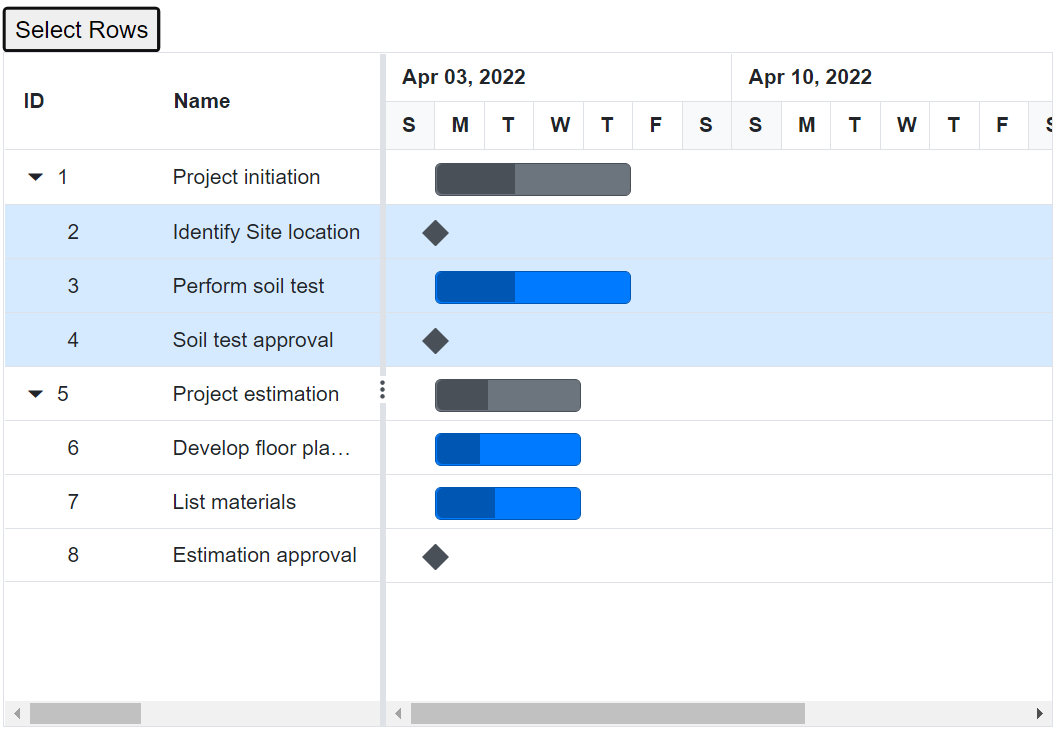 Select Rows
ID Name Apr 03, 2022 Apr 10, 2022
S M T W T F S S M T W T F S
1 Project initiation
2 Identify Site location
3 Perform soil test
4 Soil test approval
5 Project estimation
6 Develop floor pla…
7 List materials
8 Estimation approval